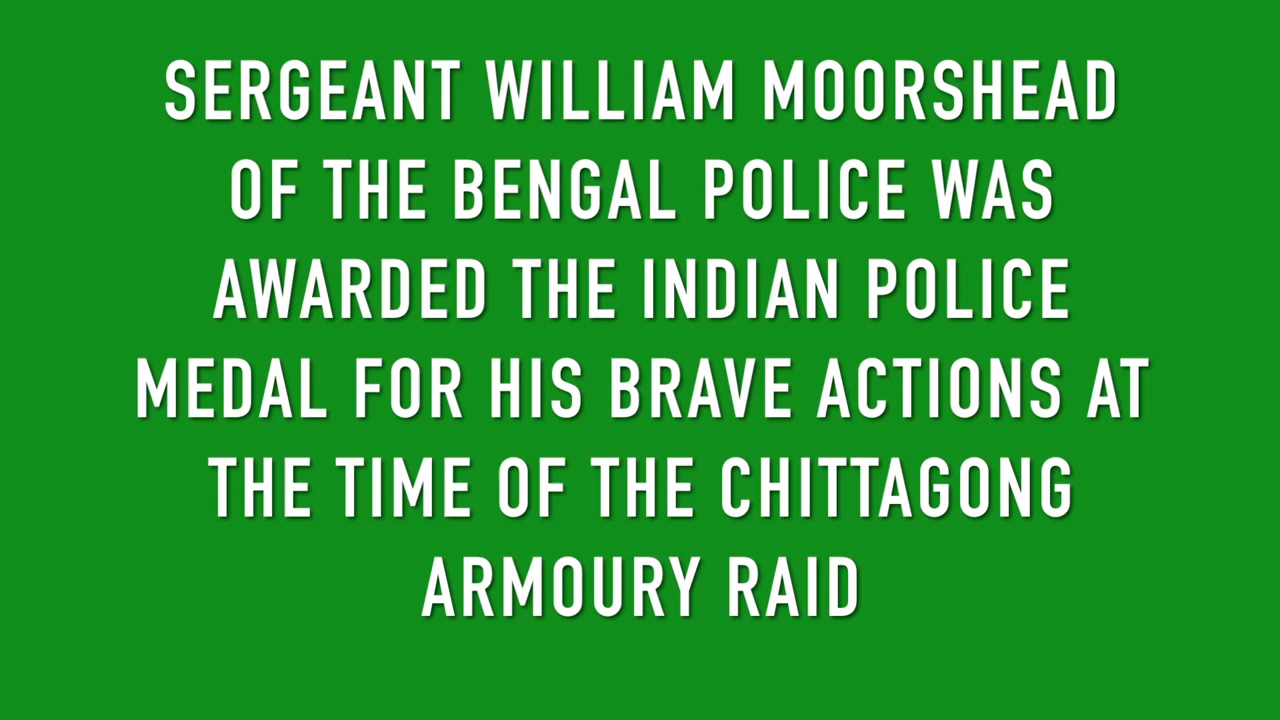 SERGEANT WILLIAM MOORSHEAD
OF THE BENGAL POLICE WAS
AWARDED THE INDIAN POLICE
MEDAL FOR HIS BRAVE ACTIONS AT
THE TIME OF THE CHITTAGONG
ARMOURY RAID